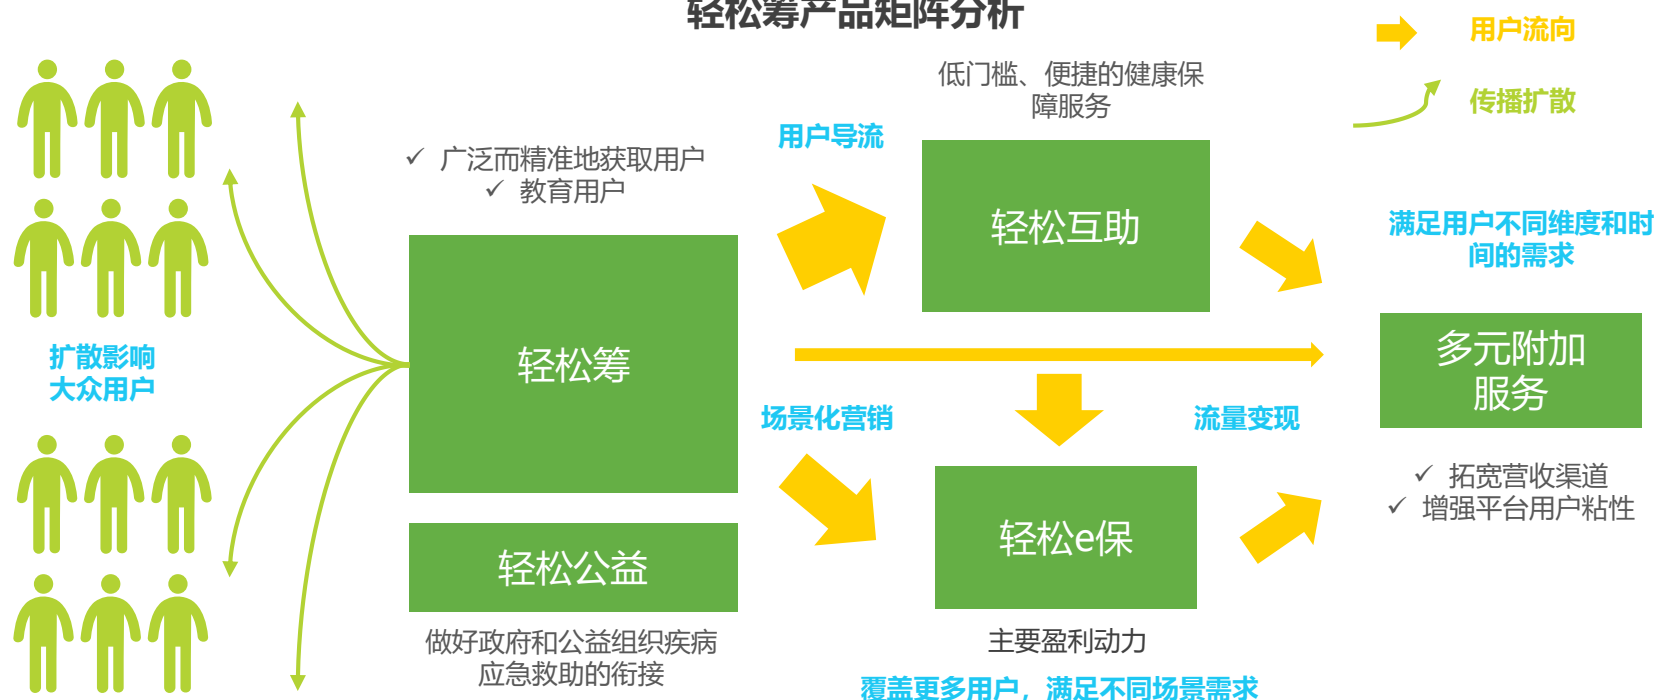 轻松筹产品矩阵分析
用户流向
传播扩散
低门槛、便捷的健康保
障服务
用户导流
✓ 广泛而精准地获取用户
✓ 教育用户
轻松互助
满足用户不同维度和时
间的需求
扩散影响
大众用户
轻松筹
多元附加
服务
场景化营销
流量变现
✓ 拓宽营收渠道
✓ 增强平台用户粘性
轻松e保
轻松公益
做好政府和公益组织疾病
应急救助的衔接
主要盈利动力
覆盖更多用户，满足不同场景需求